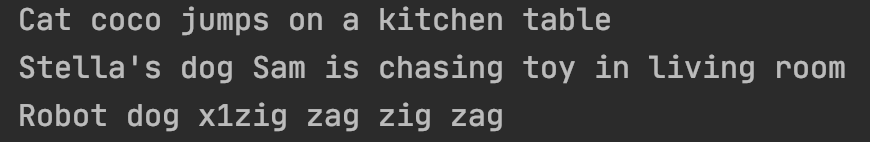 Cat coco jumps on a kitchen table
Stella's dog Sam is chasing toy in living room
Robot dog x1zig zag zig zag